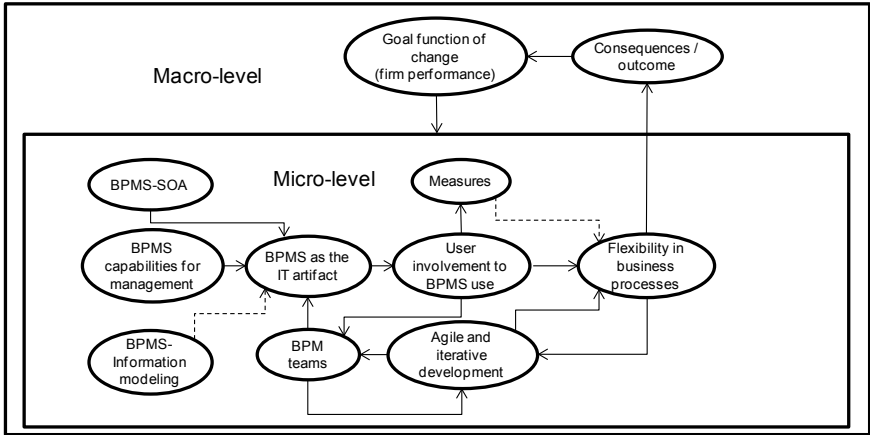 Goal function of
change
(firm performance)
Consequences /
outcome
Macro-level
Micro-level
BPMS-SOA
Measures
BPMS
capabilities for
management
BPMS as the
IT artifact
User
involvement to
BPMS use
Flexibility in
business
processes
BPMS-
Information
modeling
BPM
teams
Agile and
iterative
development